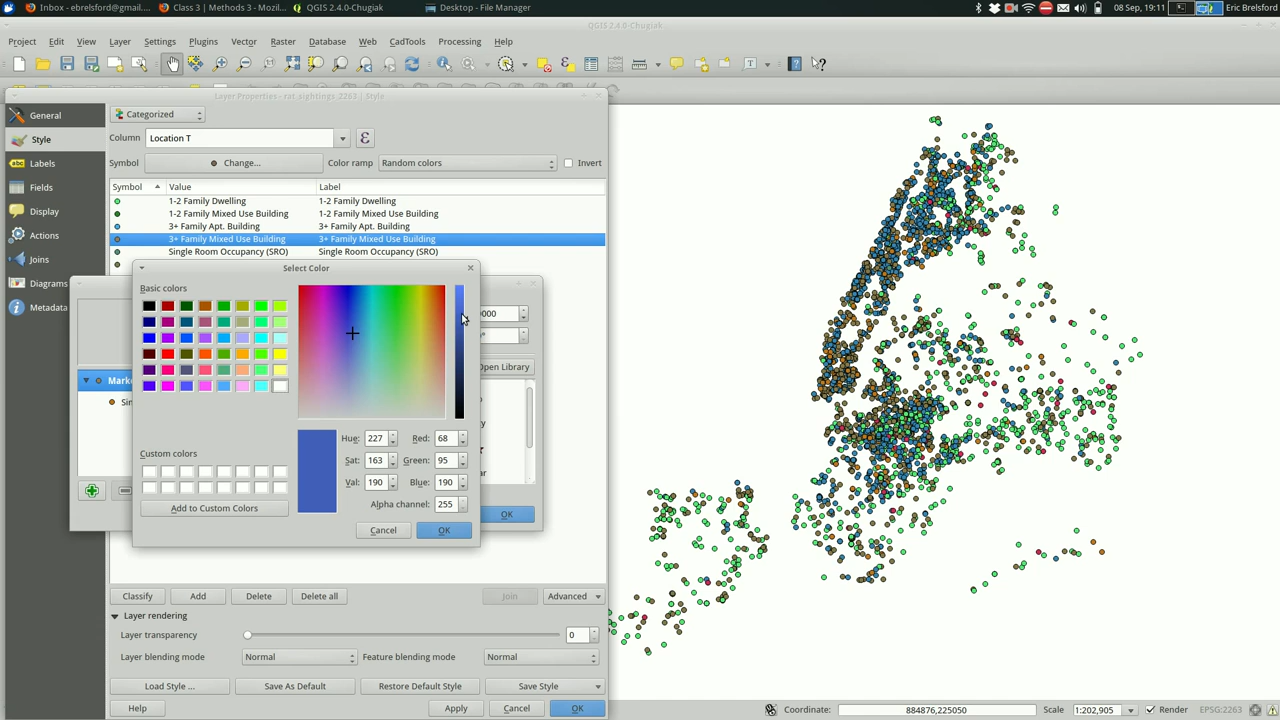 Inbox - ebrelsford@gmail....
Class 3 | Methods 3 - Mozil...
QGIS 2.4.0-Chugiak
Desktop - File Manager
08 Sep, 19:11
Eric Brelsford
QGIS 2.4.0-Chugiak
Project Edit View Layer Settings Plugins Vector Raster Database Web CadTools Processing Help
Layer Properties - rat_sightings_2263 | Style
General
Style
Labels
Fields
Display
Actions
Joins
Diagrams
Metadata
Categorized
Column Location T
Symbol Change... Color ramp Random colors Invert
Symbol Value Label
1-2 Family Dwelling 1-2 Family Dwelling
1-2 Family Mixed Use Building 1-2 Family Mixed Use Building
3+ Family Apt. Building 3+ Family Apt. Building
3+ Family Mixed Use Building 3+ Family Mixed Use Building
Single Room Occupancy (SRO) Single Room Occupancy (SRO)
Select Color
Basic colors
0000
°
Open Library
Marke
Sin
Custom colors
Add to Custom Colors
Hue: 227 Red: 68
Sat: 163 Green: 95
Val: 190 Blue: 190
Alpha channel: 255
Cancel OK
OK
Classify Add Delete Delete all Join Advanced
Layer rendering
Layer transparency 0
Layer blending mode Normal Feature blending mode Normal
Load Style ... Save As Default Restore Default Style Save Style
Help Apply Cancel OK
Coordinate: 884876,225050 Scale 1:202,905 Render EPSG:2263